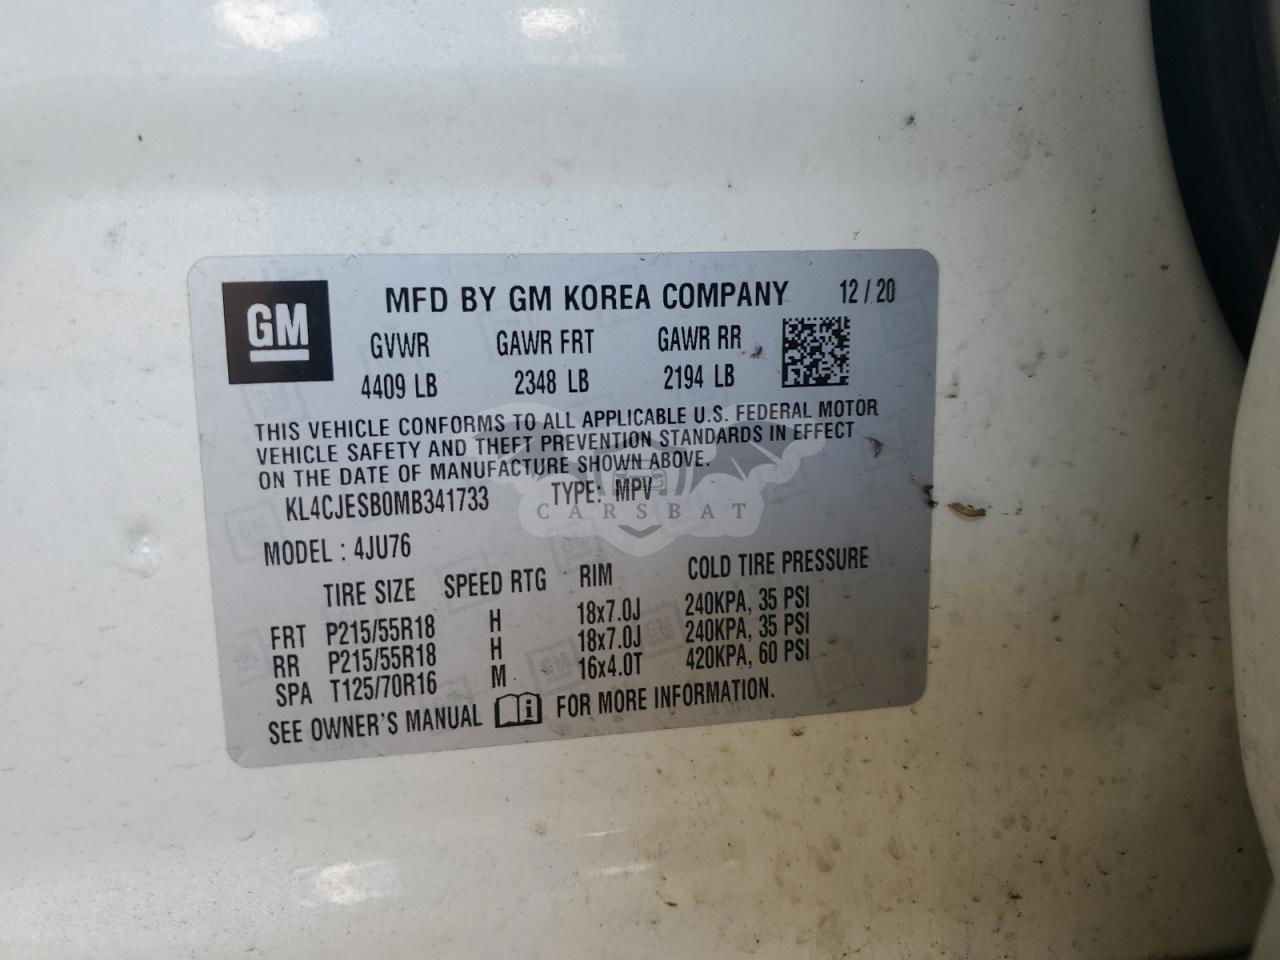 GM
MFD BY GM KOREA COMPANY 12/20
GVWR GAWR FRT GAWR RR
4409 LB 2348 LB 2194 LB
THIS VEHICLE CONFORMS TO ALL APPLICABLE U.S. FEDERAL MOTOR
VEHICLE SAFETY AND THEFT PREVENTION STANDARDS IN EFFECT
ON THE DATE OF MANUFACTURE SHOWN ABOVE.
KL4CJESB0MB341733 TYPE: MPV
CARSBAT
MODEL : 4JU76
TIRE SIZE SPEED RTG RIM COLD TIRE PRESSURE
FRT P215/55R18 H 18x7.0J 240KPA, 35 PSI
RR P215/55R18 H 18x7.0J 240KPA, 35 PSI
SPA T125/70R16 M 16x4.0T 420KPA, 60 PSI
SEE OWNER'S MANUAL i FOR MORE INFORMATION.